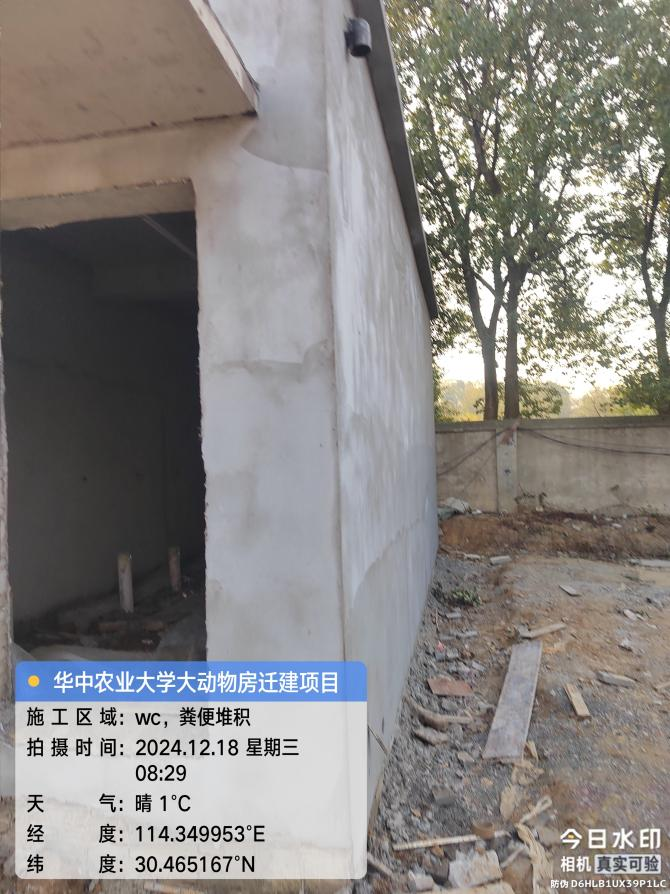 华中农业大学大动物房迁建项目
施工区域：wc，粪便堆积
拍摄时间：2024.12.18 星期三
08:29
天气：晴 1°C
经度：114.349953°E
纬度：30.465167°N
今日水印
相机 真实可验
防伪 D6HLB1UX39P1LC